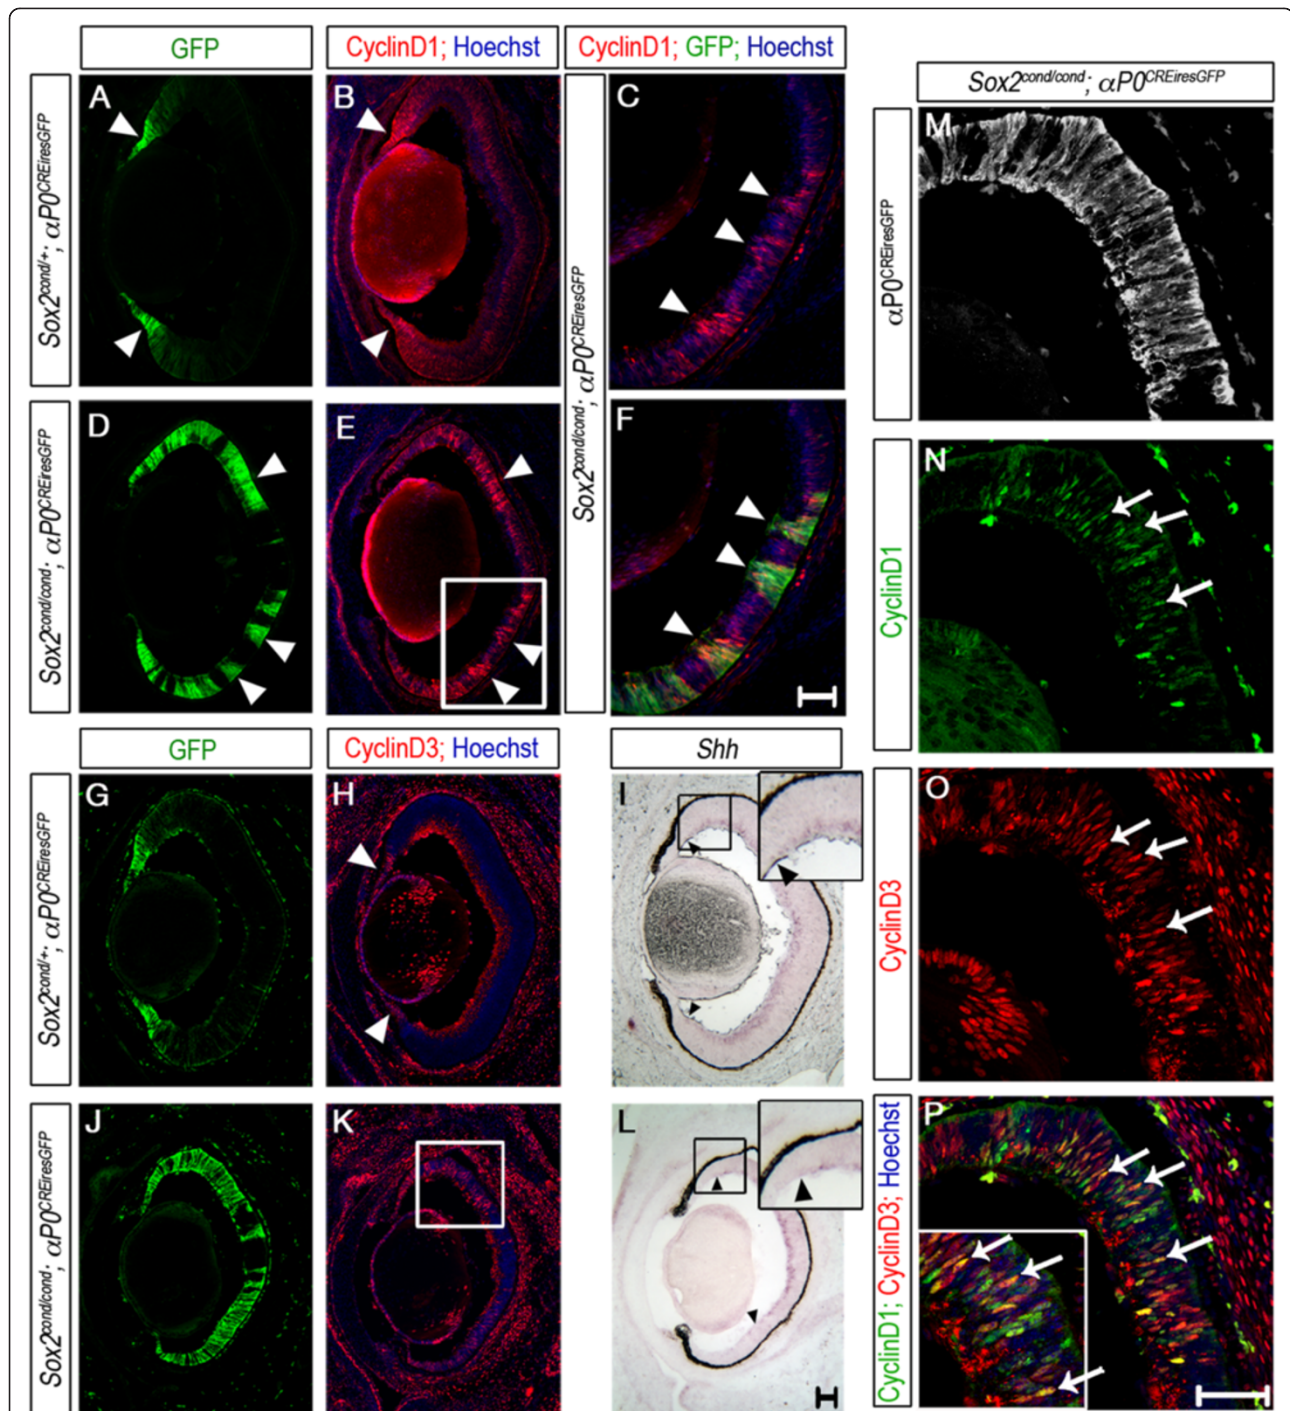 GFP
CyclinD1; Hoechst
CyclinD1; GFP; Hoechst
Sox2cond/cond; αP0CREiresGFP
Sox2cond/+; αP0CREiresGFP
A
B
C
Sox2cond/cond; αP0CREiresGFP
αP0CREiresGFP
M
Sox2cond/cond; αP0CREiresGFP
D
E
F
CyclinD1
N
GFP
CyclinD3; Hoechst
Shh
Sox2cond/+; αP0CREiresGFP
G
H
I
CyclinD3
O
Sox2cond/cond; αP0CREiresGFP
J
K
L
CyclinD1; CyclinD3; Hoechst
P